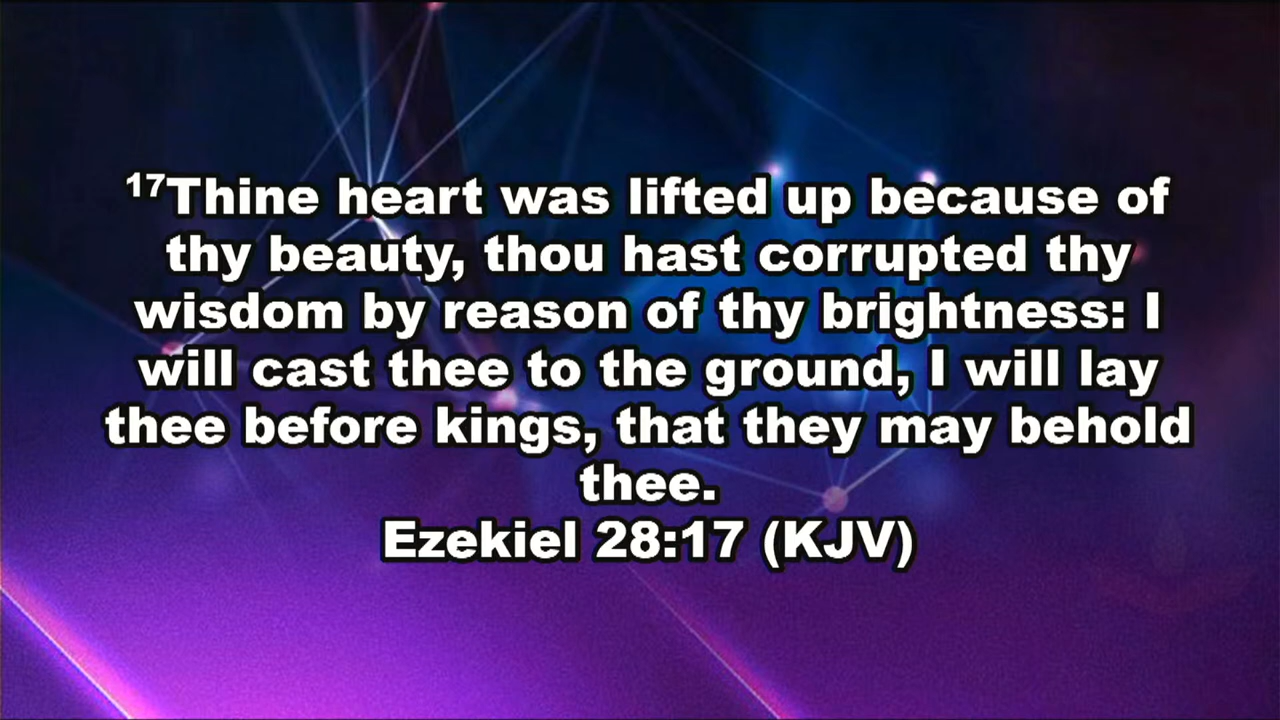 17Thine heart was lifted up because of
thy beauty, thou hast corrupted thy
wisdom by reason of thy brightness: I
will cast thee to the ground, I will lay
thee before kings, that they may behold
thee.
Ezekiel 28:17 (KJV)